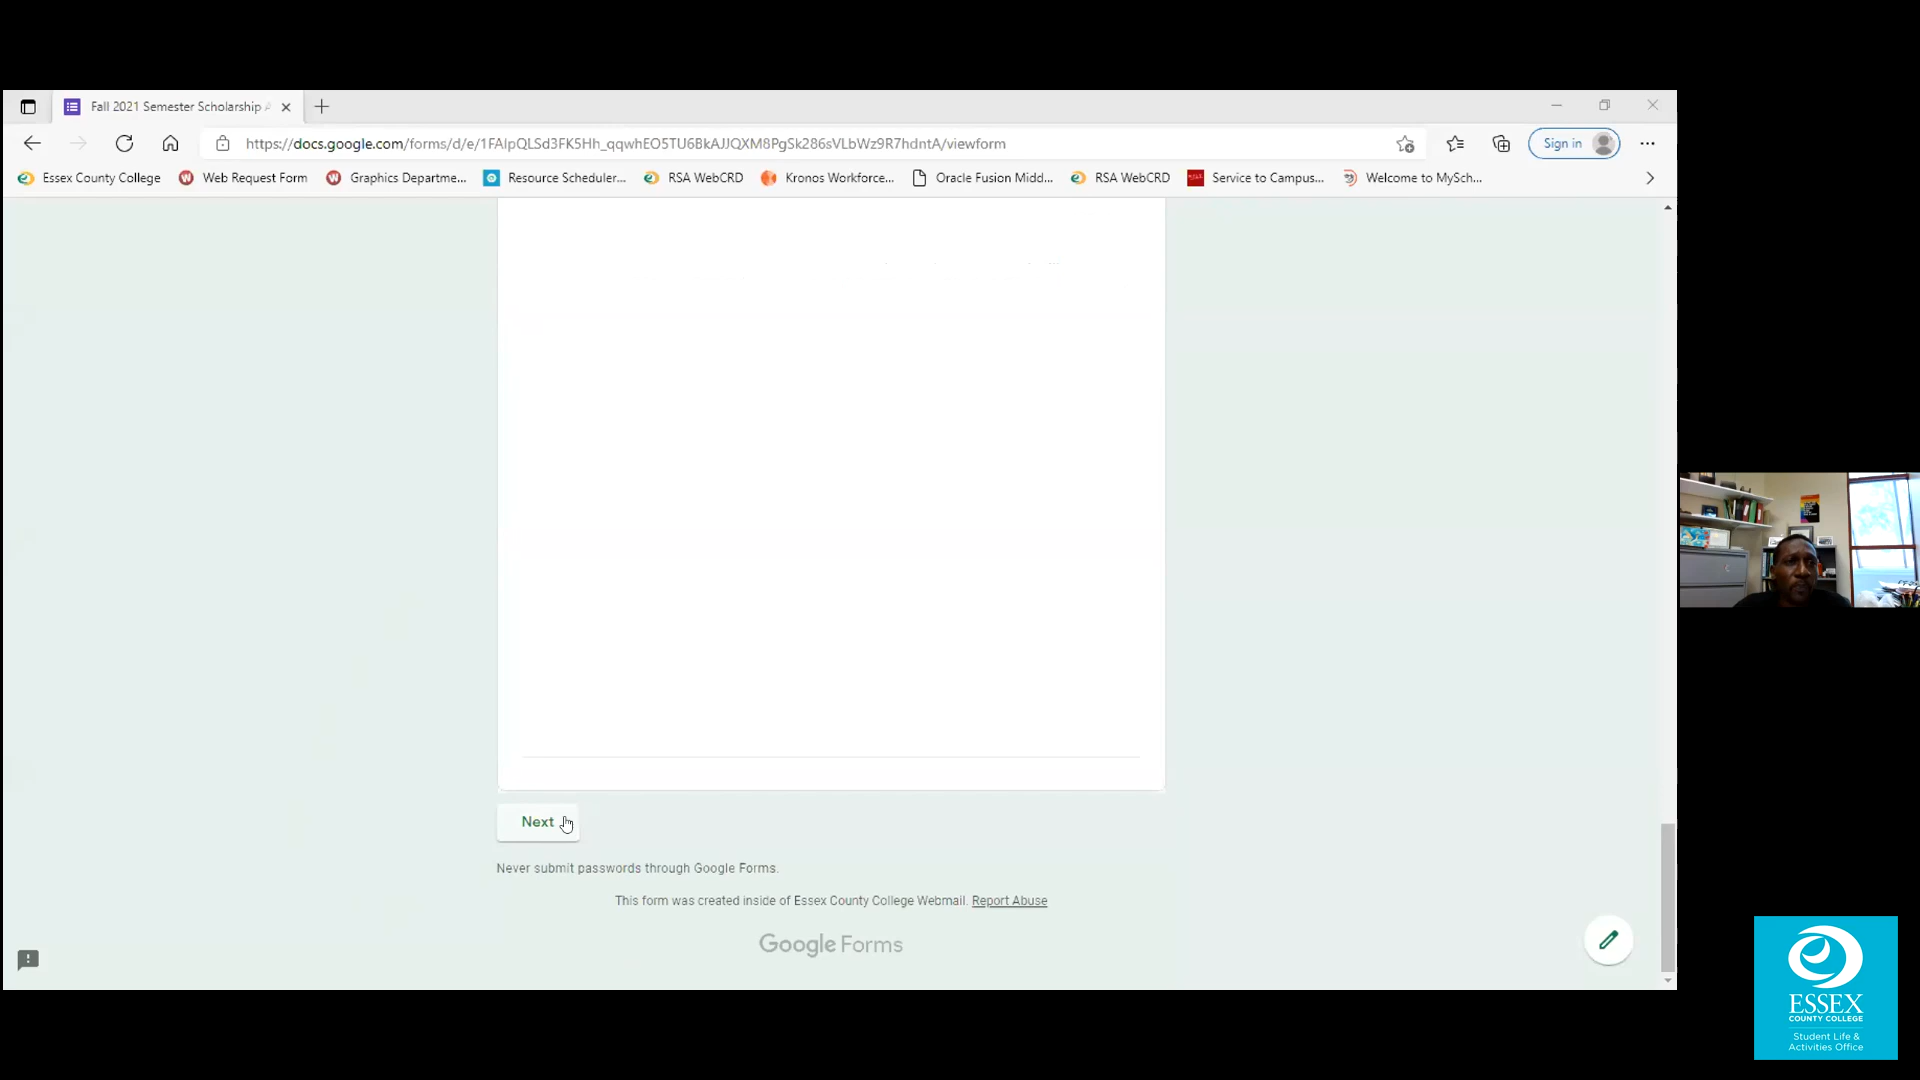 Fall 2021 Semester Scholarship A
https://docs.google.com/forms/d/e/1FAIpQLSd3FK5Hh_qqwhEO5TU6BkAJJQXM8PgSk286sVLbWz9R7hdntA/viewform
Sign in
Essex County College
Web Request Form
Graphics Departme...
Resource Scheduler...
RSA WebCRD
Kronos Workforce...
Oracle Fusion Midd...
RSA WebCRD
Service to Campus...
Welcome to MySch...
Next
Never submit passwords through Google Forms.
This form was created inside of Essex County College Webmail. Report Abuse
Google Forms
ESSEX
COUNTY COLLEGE
Student Life &
Activities Office